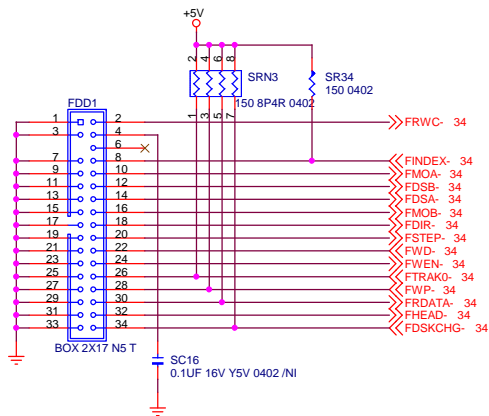 +5V
2 4 6 8
SRN3
150 8P4R 0402
1 3 5 7
SR34
150 0402
FDD1
1 2 FRWC- 34
3 4
6
7 8 FINDEX- 34
9 10 FMOA- 34
11 12 FDSB- 34
13 14 FDSA- 34
15 16 FMOB- 34
17 18 FDIR- 34
19 20 FSTEP- 34
21 22 FWD- 34
23 24 FWEN- 34
25 26 FTRAK0- 34
27 28 FWP- 34
29 30 FRDATA- 34
31 32 FHEAD- 34
33 34 FDSKCHG- 34
BOX 2X17 N5 T
SC16
0.1UF 16V Y5V 0402 /NI